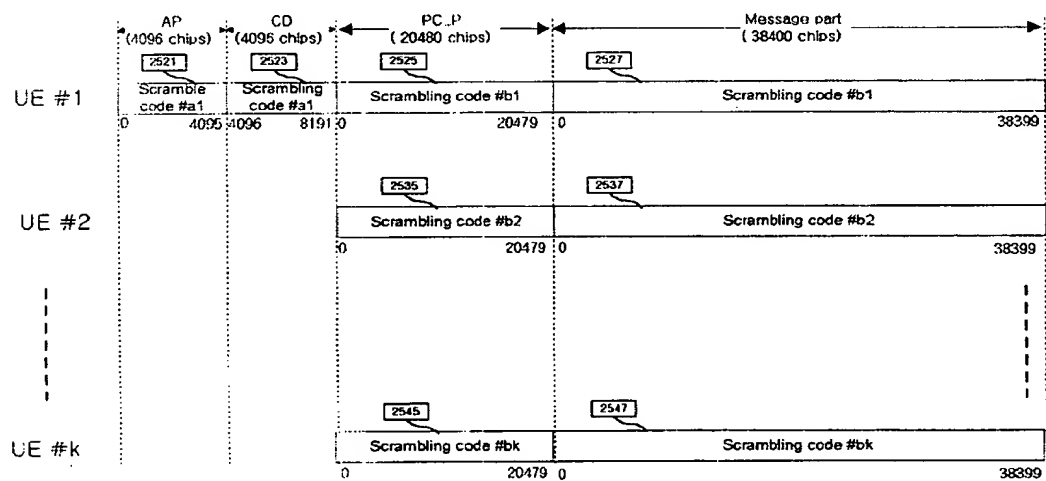 AP
(4096 chips)
CD
(4096 chips)
PC_P
( 20480 chips)
Message part
( 38400 chips)
2521
2523
2525
2527
UE #1
Scramble
code #a1
Scrambling
code #a1
Scrambling code #b1
Scrambling code #b1
0 4095 4096 8191 0 20479 0 38399
2535
2537
UE #2
Scrambling code #b2
Scrambling code #b2
0 20479 0 38399
2545
2547
UE #k
Scrambling code #bk
Scrambling code #bk
0 20479 0 38399